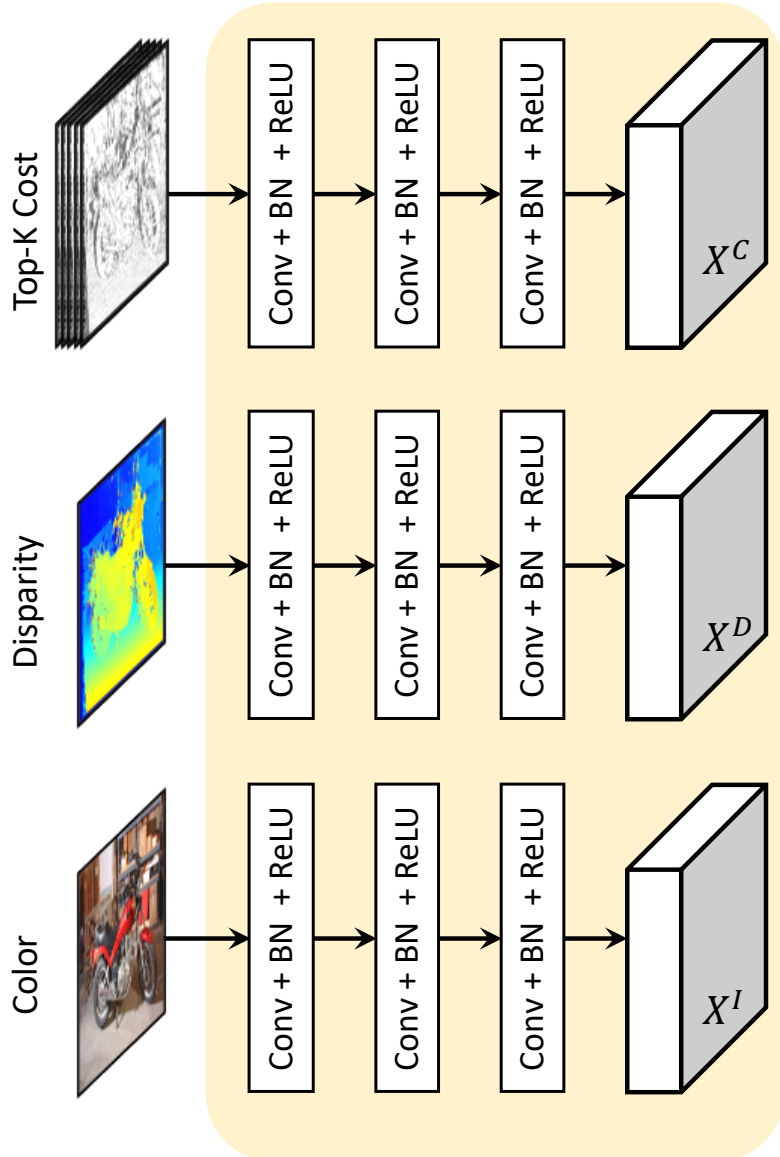 Top-K Cost
Conv + BN + ReLU
Conv + BN + ReLU
Conv + BN + ReLU
X^C
Disparity
Conv + BN + ReLU
Conv + BN + ReLU
Conv + BN + ReLU
X^D
Color
Conv + BN + ReLU
Conv + BN + ReLU
Conv + BN + ReLU
X^I